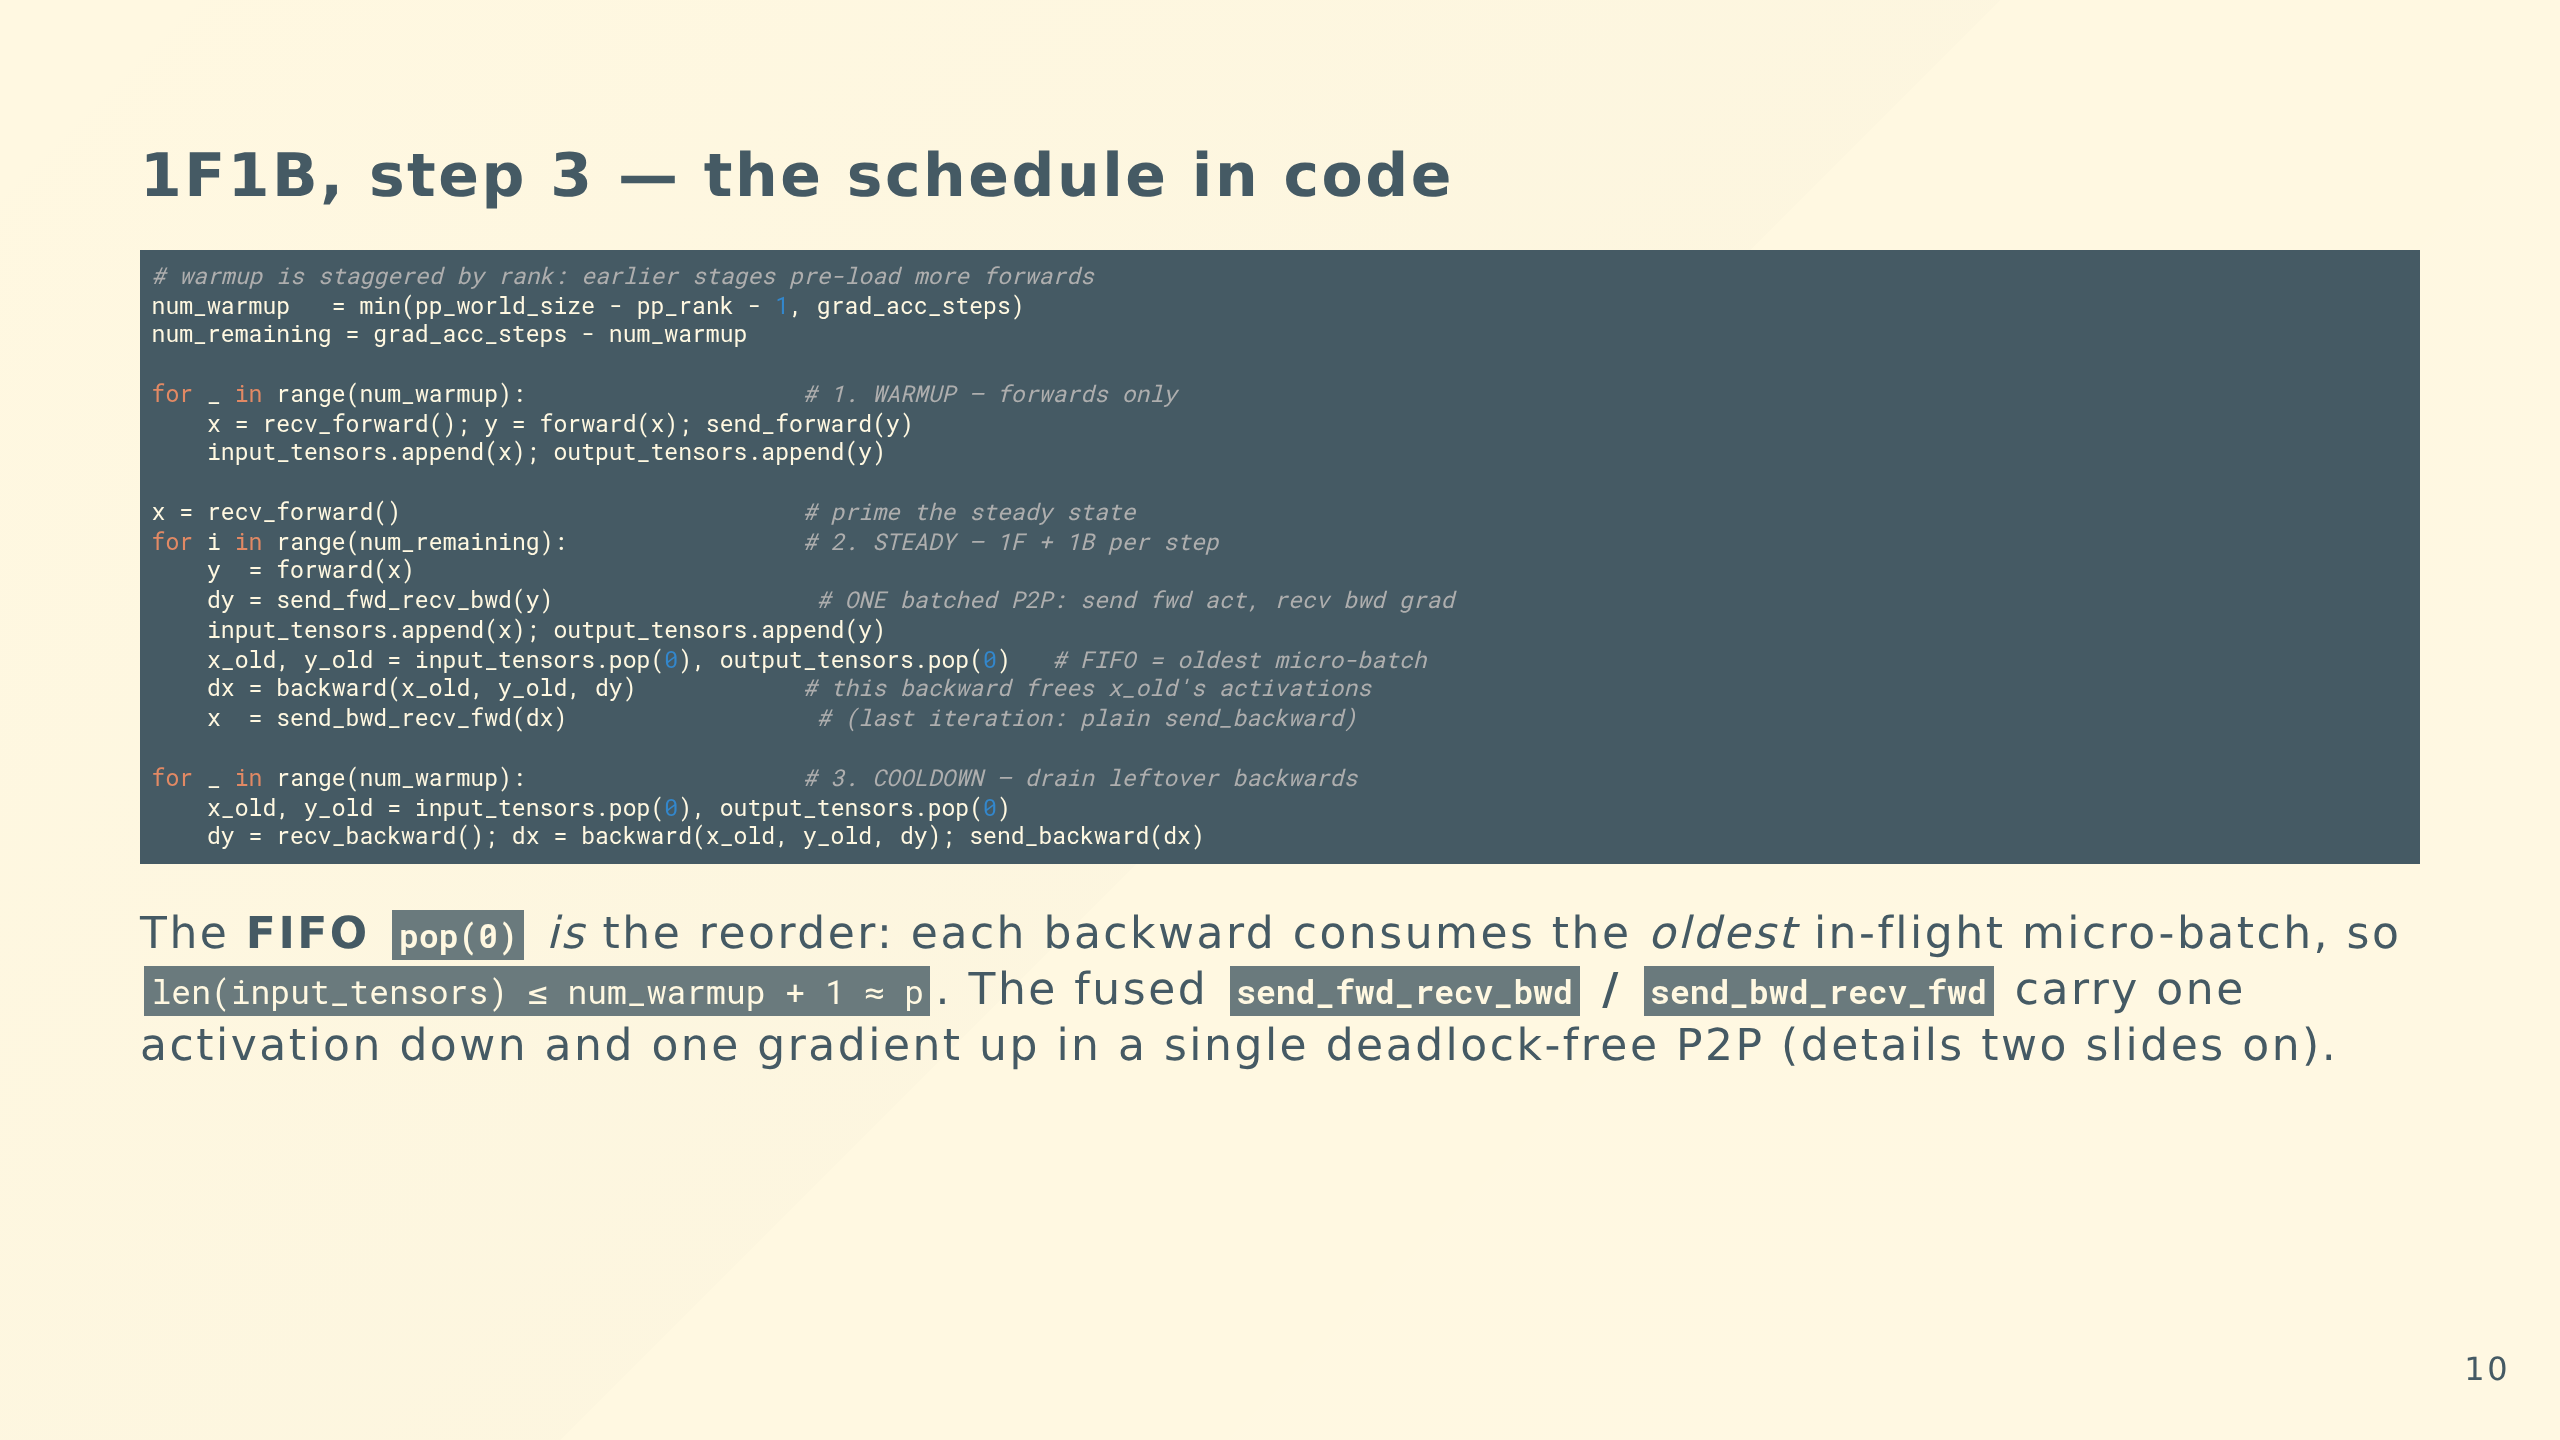 1F1B, step 3 — the schedule in code
# warmup is staggered by rank: earlier stages pre-load more forwards
num_warmup   = min(pp_world_size - pp_rank - 1, grad_acc_steps)
num_remaining = grad_acc_steps - num_warmup
for _ in range(num_warmup):                    # 1. WARMUP — forwards only
    x = recv_forward(); y = forward(x); send_forward(y)
    input_tensors.append(x); output_tensors.append(y)
x = recv_forward()                             # prime the steady state
for i in range(num_remaining):                 # 2. STEADY — 1F + 1B per step
    y  = forward(x)
    dy = send_fwd_recv_bwd(y)                   # ONE batched P2P: send fwd act, recv bwd grad
    input_tensors.append(x); output_tensors.append(y)
    x_old, y_old = input_tensors.pop(0), output_tensors.pop(0)   # FIFO = oldest micro-batch
    dx = backward(x_old, y_old, dy)            # this backward frees x_old's activations
    x  = send_bwd_recv_fwd(dx)                  # (last iteration: plain send_backward)
for _ in range(num_warmup):                    # 3. COOLDOWN — drain leftover backwards
    x_old, y_old = input_tensors.pop(0), output_tensors.pop(0)
    dy = recv_backward(); dx = backward(x_old, y_old, dy); send_backward(dx)
The FIFO pop(0) is the reorder: each backward consumes the oldest in-flight micro-batch, so
len(input_tensors) ≤ num_warmup + 1 ≈ p. The fused send_fwd_recv_bwd / send_bwd_recv_fwd carry one
activation down and one gradient up in a single deadlock-free P2P (details two slides on).
10